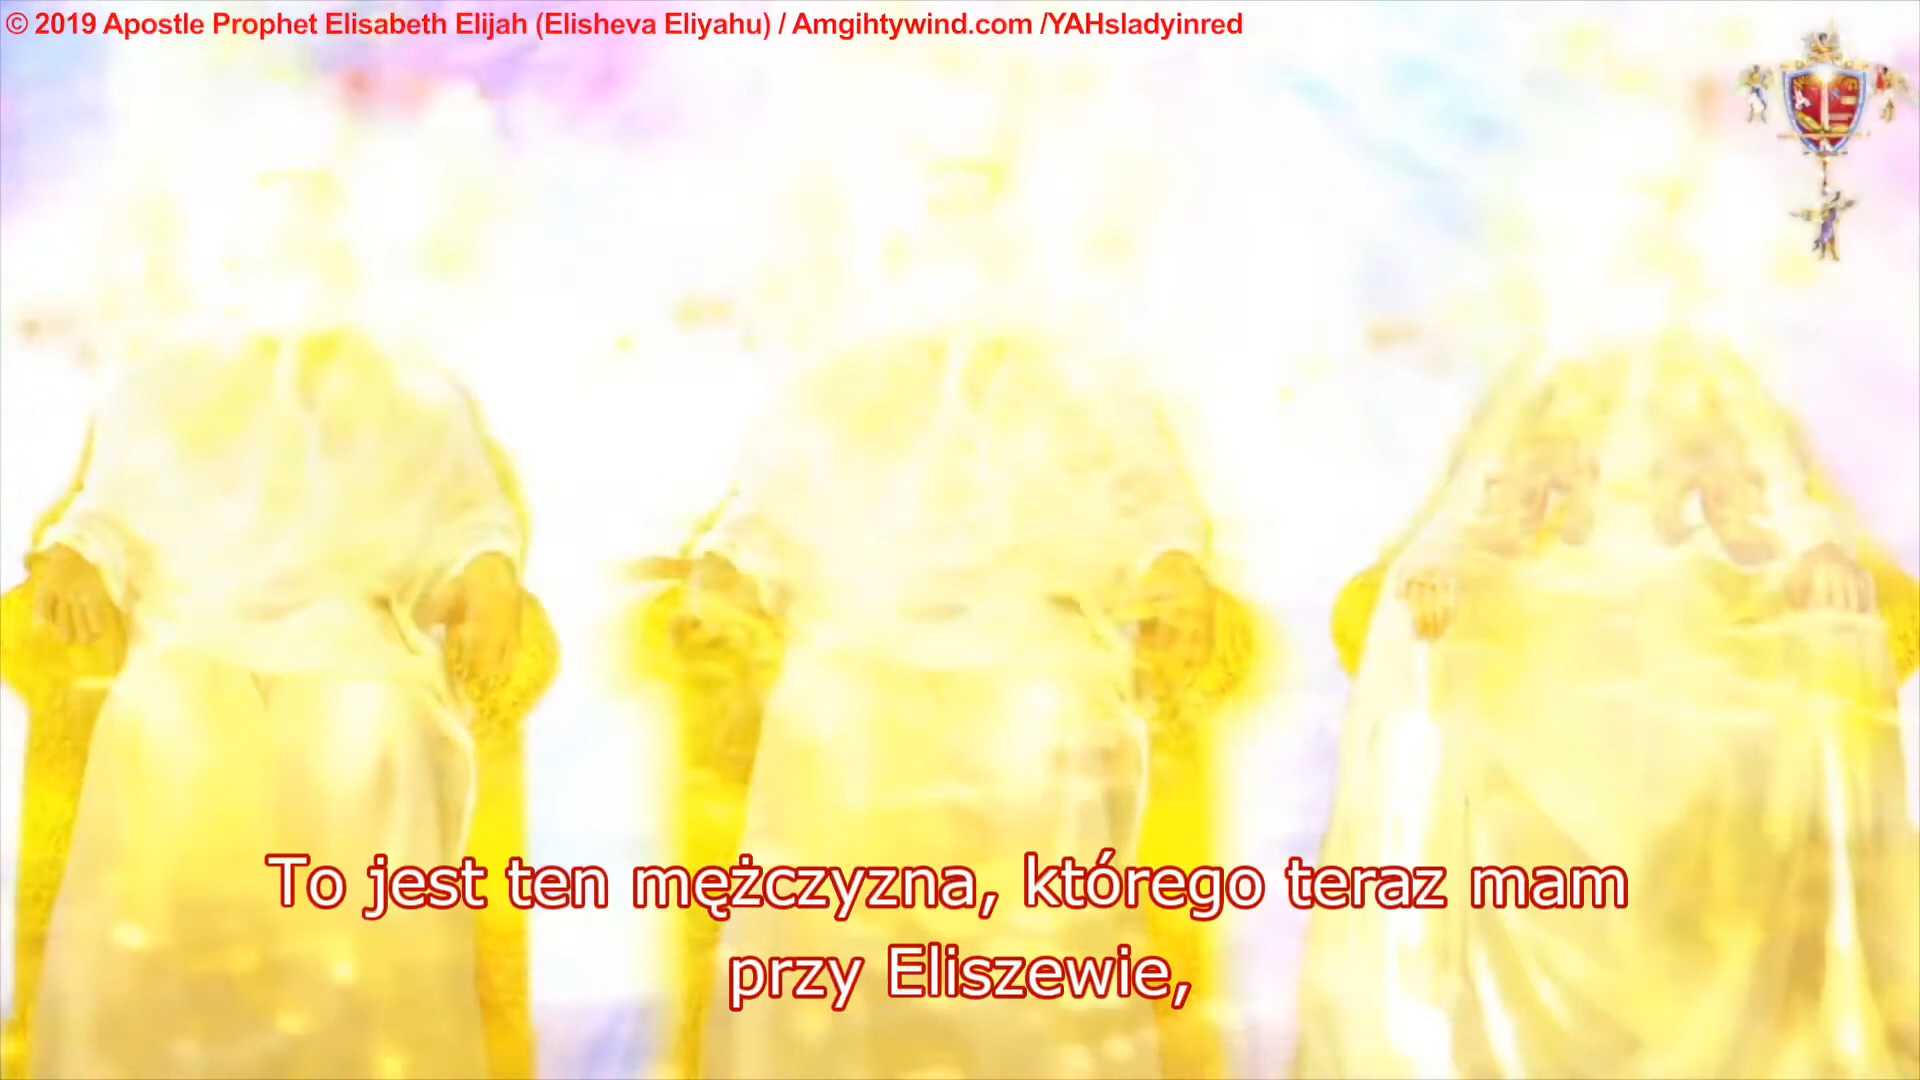 © 2019 Apostle Prophet Elisabeth Elijah (Elisheva Eliyahu) / Amgihtywind.com /YAHsladyinred
To jest ten mężczyzna, którego teraz mam
przy Eliszewie,